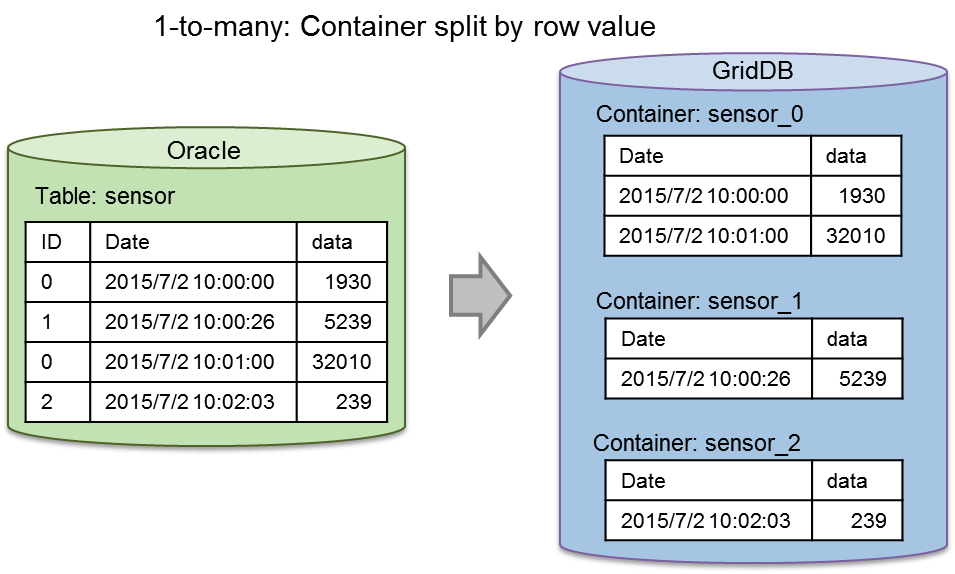 1-to-many: Container split by row value
Oracle
Table: sensor
ID Date data
0 2015/7/2 10:00:00 1930
1 2015/7/2 10:00:26 5239
0 2015/7/2 10:01:00 32010
2 2015/7/2 10:02:03 239
GridDB
Container: sensor_0
Date data
2015/7/2 10:00:00 1930
2015/7/2 10:01:00 32010
Container: sensor_1
Date data
2015/7/2 10:00:26 5239
Container: sensor_2
Date data
2015/7/2 10:02:03 239